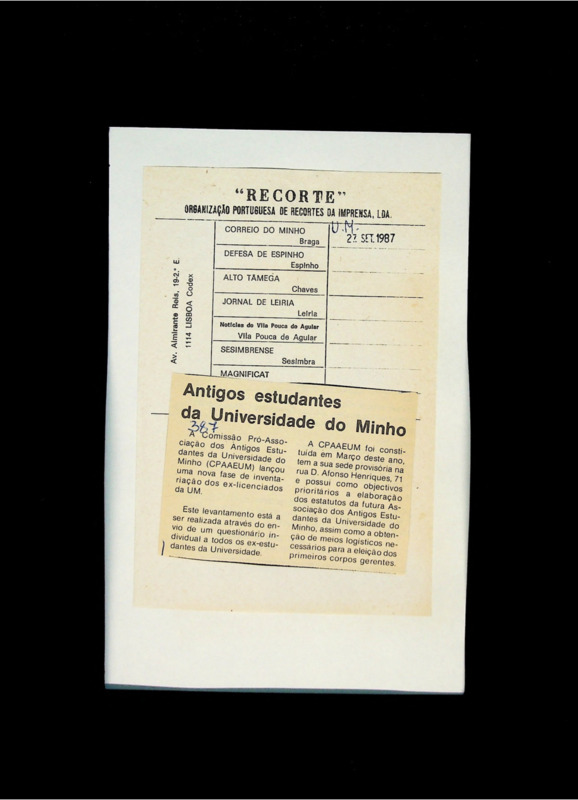 "RECORTE"
ORGANIZAÇÃO PORTUGUESA DE RECORTES DA IMPRENSA, LDA.
Av. Almirante Reis, 19-2.º E.
1114 LISBOA Codex
CORREIO DO MINHO
Braga
DEFESA DE ESPINHO
Espinho
ALTO TÂMEGA
Chaves
JORNAL DE LEIRIA
Leiria
Notícias de Vila Pouca de Aguiar
Vila Pouca de Aguiar
SESIMBRENSE
Sesimbra
MAGNIFICAT
U.M.
SET. 1987
Antigos estudantes
da Universidade do Minho
397
A Comissão Pró-Asso-
ciação dos Antigos Estu-
dantes da Universidade do
Minho (CPAAEUM) lançou
uma nova fase de inventa-
riação dos ex-licenciados
da UM.
Este levantamento está a
ser realizada através do en-
vio de um questionário in-
dividual a todos os ex-estu-
dantes da Universidade.
A CPAAEUM foi consti-
tuida em Março deste ano,
tem a sua sede provisória na
rua D. Afonso Henriques, 71
e possui como objectivos
prioritários a elaboração
dos estatutos da futura As-
sociação dos Antigos Estu-
dantes da Universidade do
Minho, assim como a obten-
ção de meios logísticos ne-
cessários para a eleição dos
primeiros corpos gerentes.